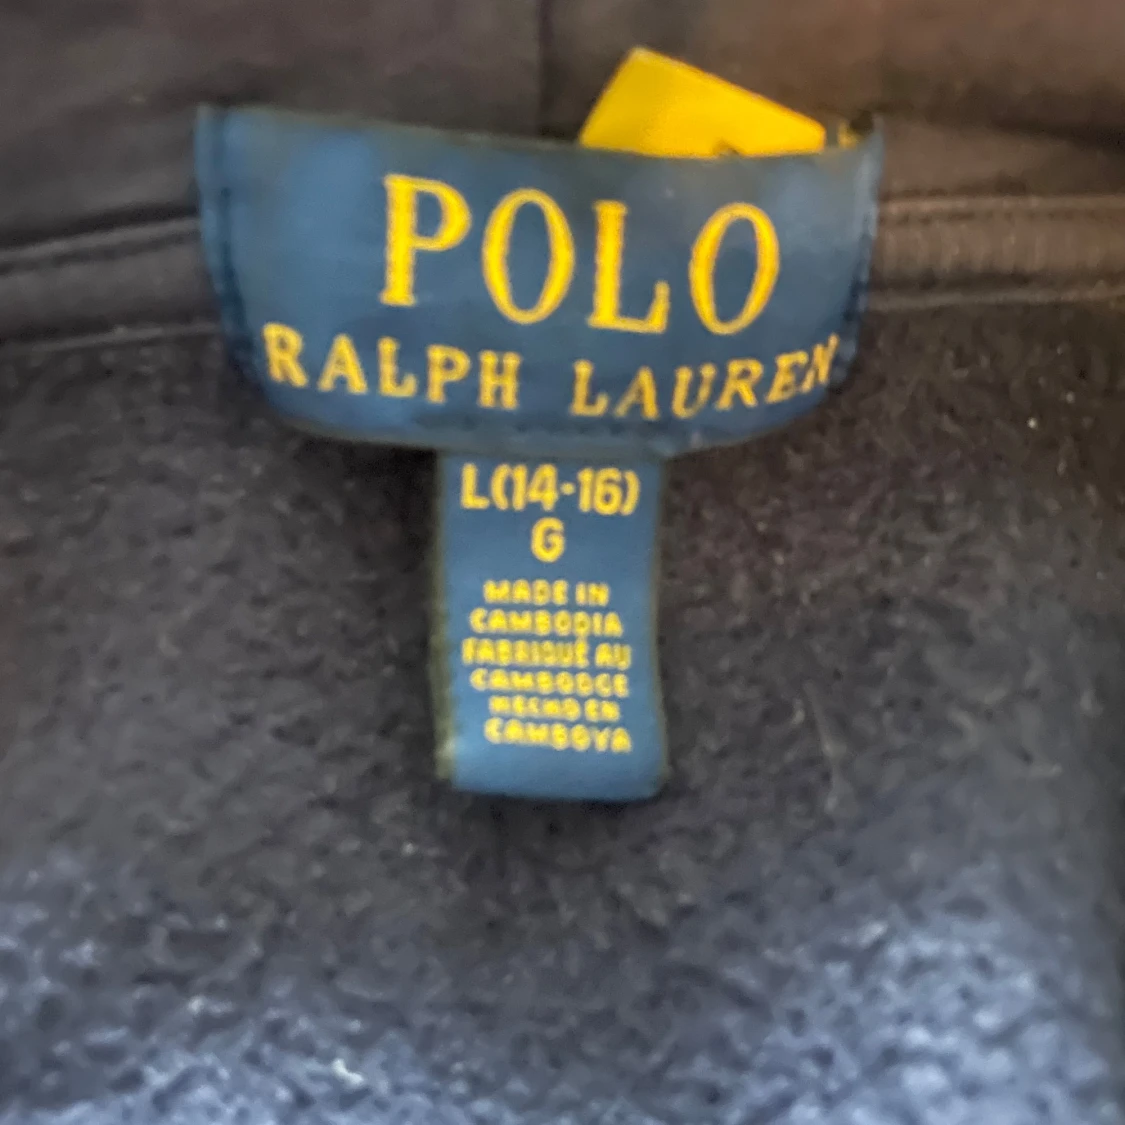 POLO
RALPH LAUREN
L(14-16)
G
MADE IN
CAMBODIA
FABRIQUÉ AU
CAMBODGE
HECHO EN
CAMBOYA